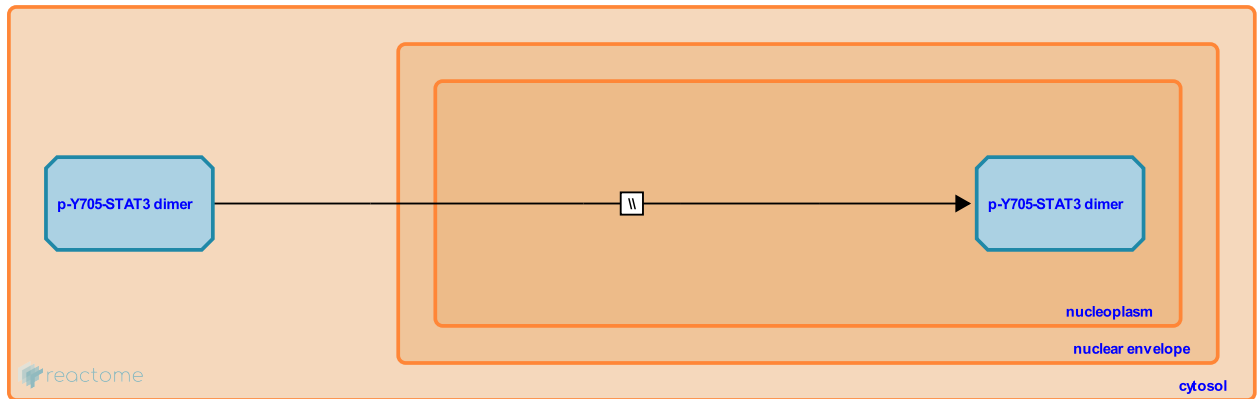 p-Y705-STAT3 dimer
\\
p-Y705-STAT3 dimer
nucleoplasm
nuclear envelope
reactome
cytosol